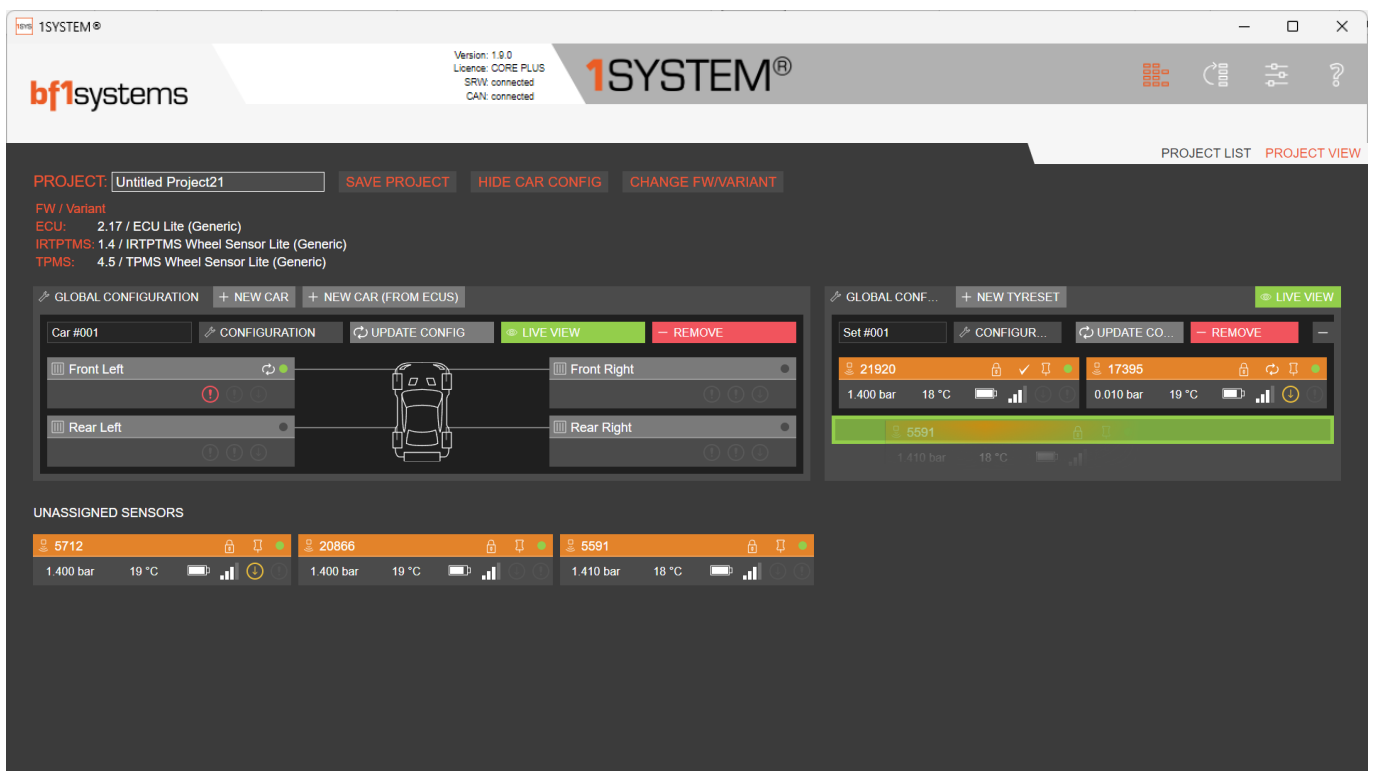 1SYS 1SYSTEM®
bf1systems
Version: 1.9.0
Licence: CORE PLUS
SRW: connected
CAN: connected
1SYSTEM®
PROJECT LIST PROJECT VIEW
PROJECT: Untitled Project21 SAVE PROJECT HIDE CAR CONFIG CHANGE FW/VARIANT
FW / Variant
ECU: 2.17 / ECU Lite (Generic)
IRTPTMS: 1.4 / IRTPTMS Wheel Sensor Lite (Generic)
TPMS: 4.5 / TPMS Wheel Sensor Lite (Generic)
GLOBAL CONFIGURATION + NEW CAR + NEW CAR (FROM ECUS)
Car #001 CONFIGURATION UPDATE CONFIG LIVE VIEW − REMOVE
Front Left Front Right
Rear Left Rear Right
GLOBAL CONF... + NEW TYRESET LIVE VIEW
Set #001 CONFIGUR... UPDATE CO... − REMOVE −
21920 17395
1.400 bar 18 °C 0.010 bar 19 °C
5591
1.410 bar 18 °C
UNASSIGNED SENSORS
5712 20866 5591
1.400 bar 19 °C 1.400 bar 19 °C 1.410 bar 18 °C